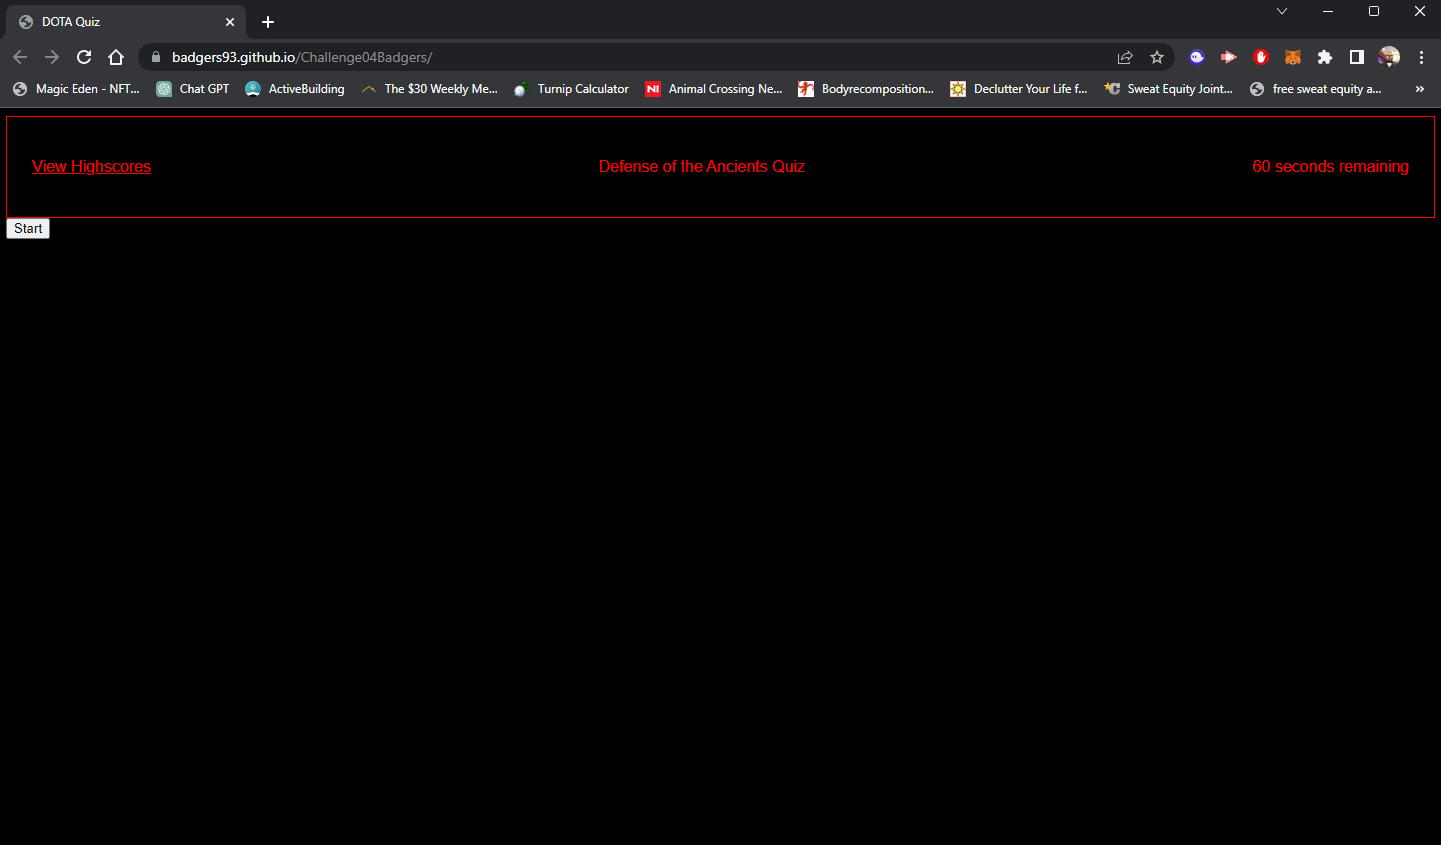 DOTA Quiz
badgers93.github.io/Challenge04Badgers/
Magic Eden - NFT... Chat GPT ActiveBuilding The $30 Weekly Me... Turnip Calculator NI Animal Crossing Ne... Bodyrecomposition... Declutter Your Life f... Sweat Equity Joint... free sweat equity a... »
View Highscores Defense of the Ancients Quiz 60 seconds remaining
Start